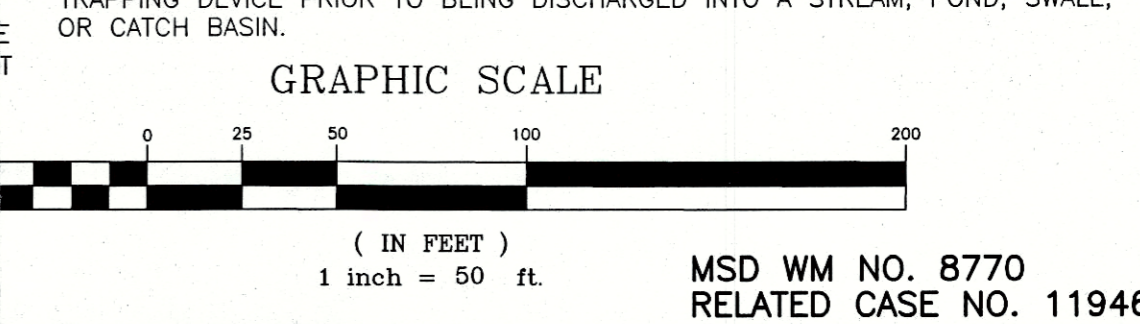 TRAPPING DEVICE PRIOR TO BEING DISCHARGED INTO A STREAM, POND, SWALE,
OR CATCH BASIN.
E
T
GRAPHIC SCALE
0 25 50 100 200
( IN FEET )
1 inch = 50 ft.
MSD WM NO. 8770
RELATED CASE NO. 11946